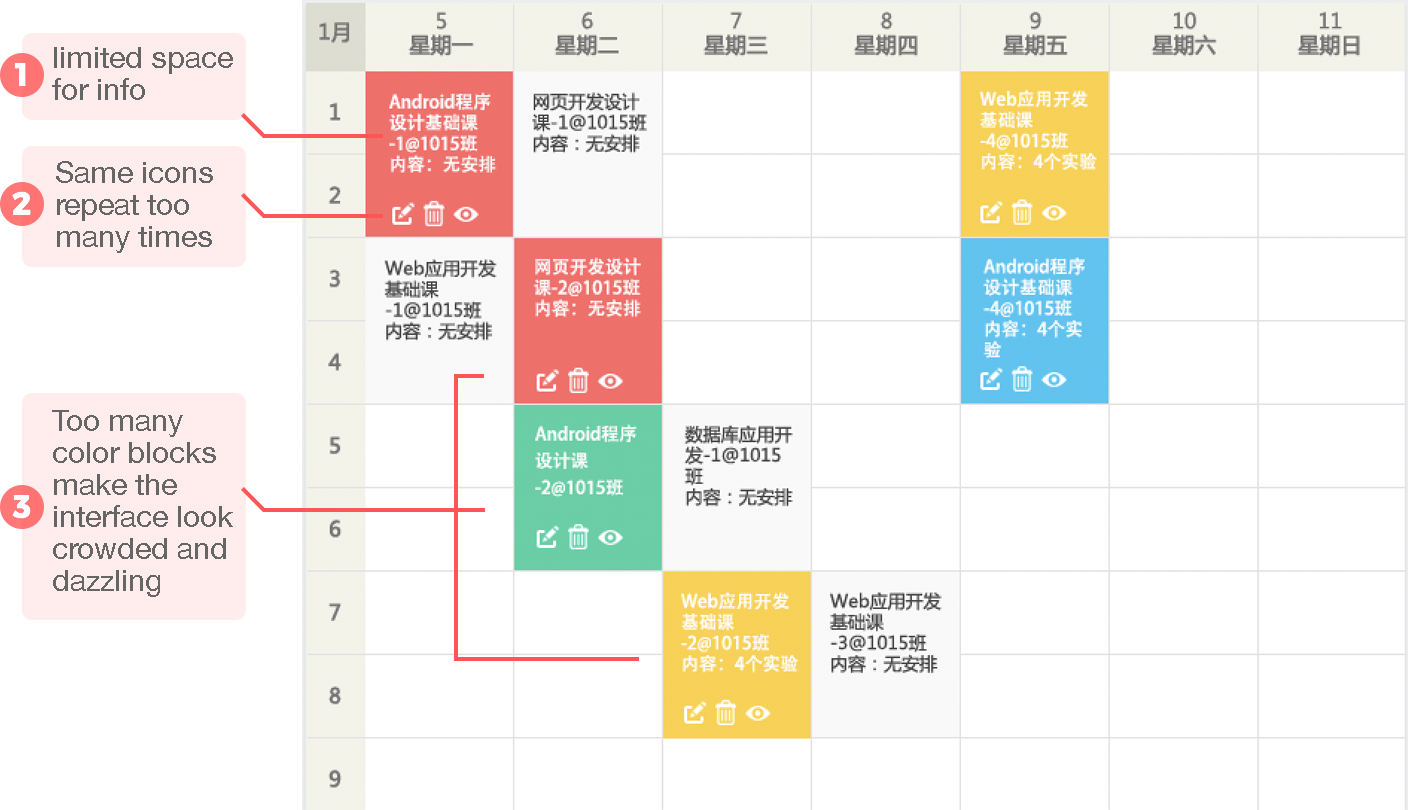 1
limited space
for info
2
Same icons
repeat too
many times
3
Too many
color blocks
make the
interface look
crowded and
dazzling
1月
5
星期一
6
星期二
7
星期三
8
星期四
9
星期五
10
星期六
11
星期日
1
Android程序
设计基础课
-1@1015班
内容：无安排
网页开发设计
课-1@1015班
内容：无安排
Web应用开发
基础课
-4@1015班
内容：4个实验
2
3
Web应用开发
基础课
-1@1015班
内容：无安排
网页开发设计
课-2@1015班
内容：无安排
Android程序
设计基础课
-4@1015班
内容：4个实
验
4
5
Android程序
设计课
-2@1015班
数据库应用开
发-1@1015
班
内容：无安排
6
7
Web应用开发
基础课
-2@1015班
内容：4个实验
Web应用开发
基础课
-3@1015班
内容：无安排
8
9